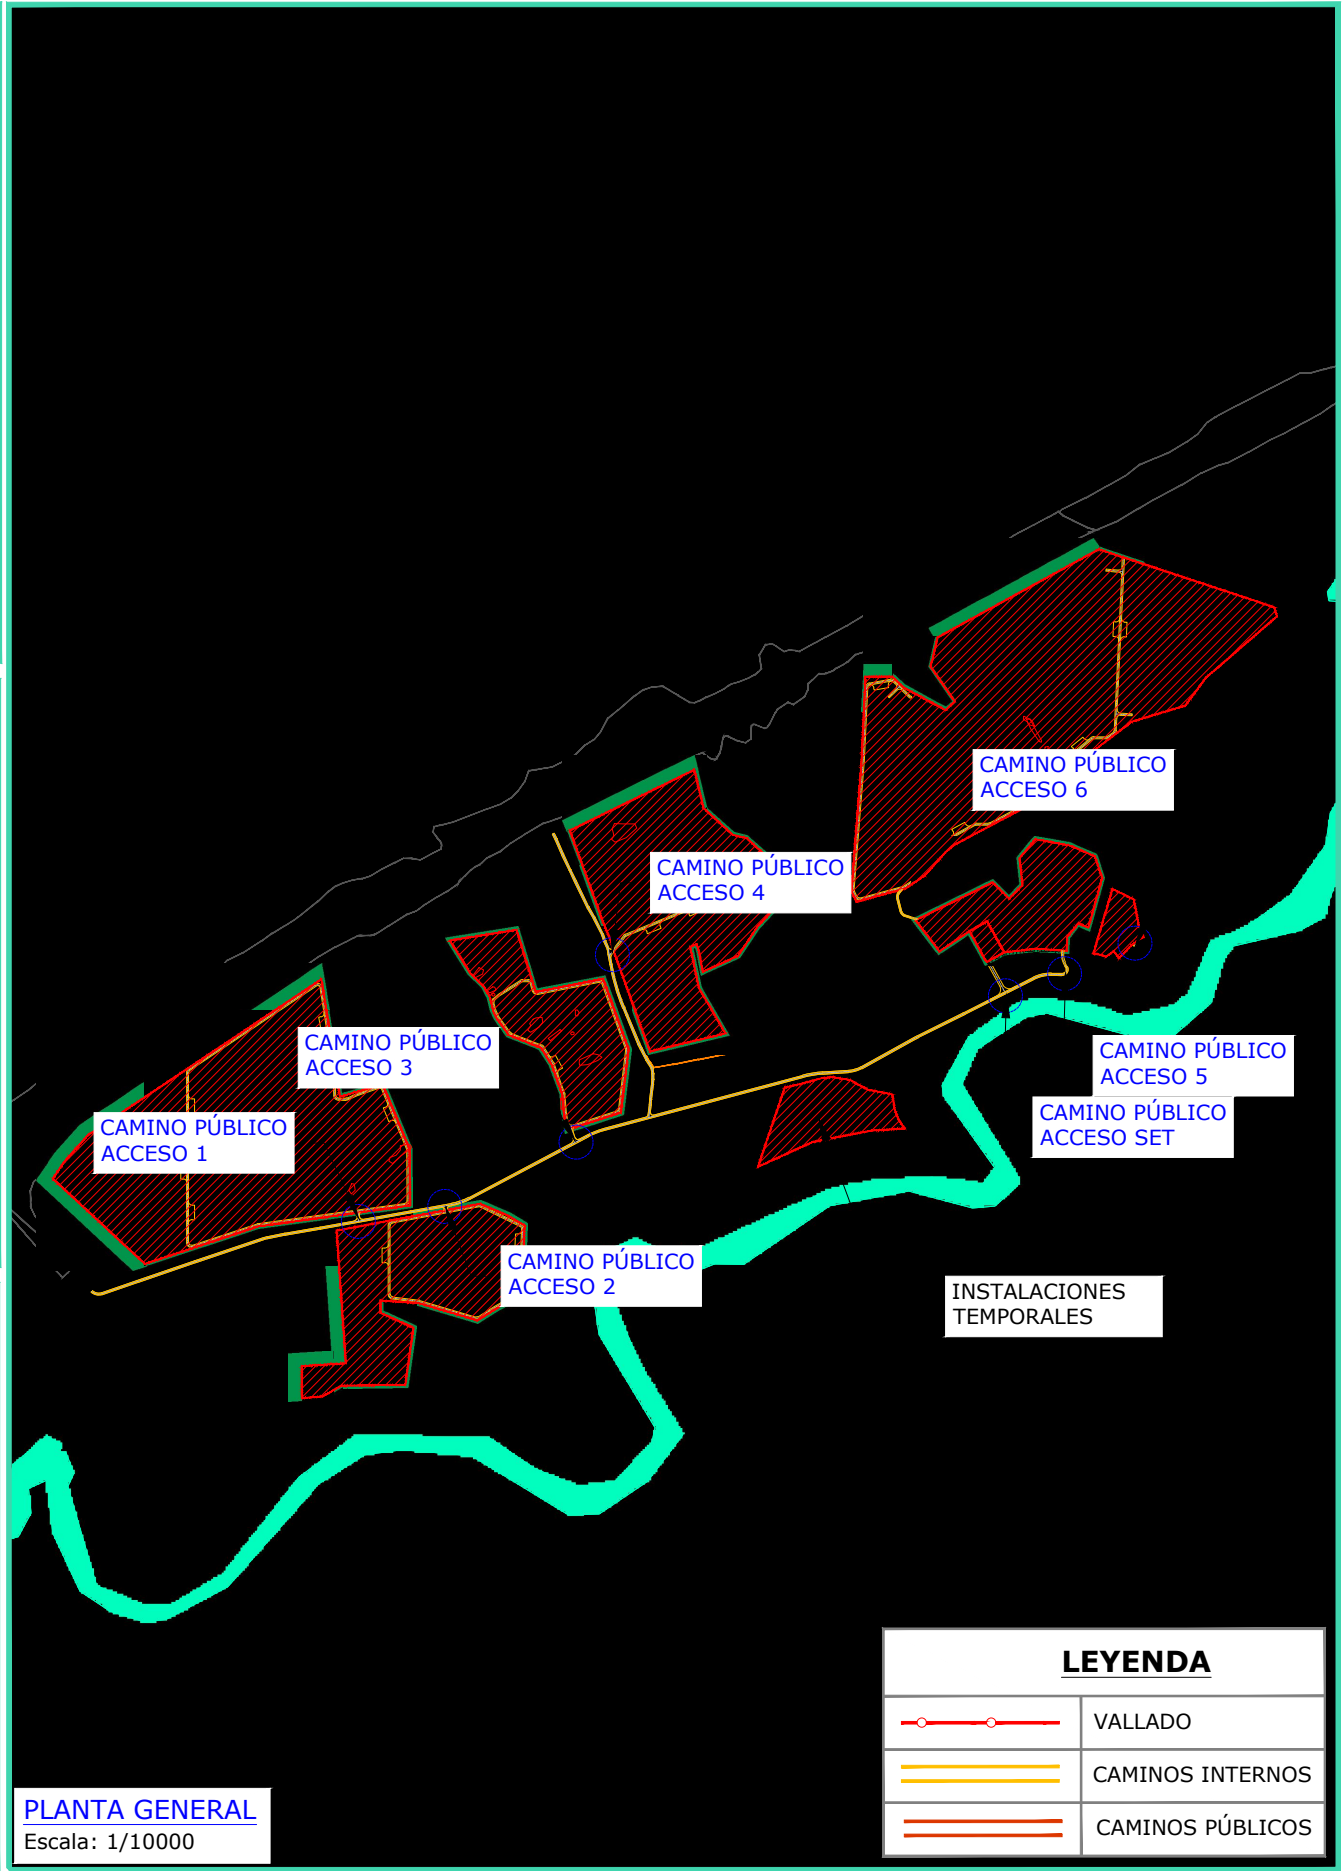 CAMINO PÚBLICO
ACCESO 6
CAMINO PÚBLICO
ACCESO 4
CAMINO PÚBLICO
ACCESO 3
CAMINO PÚBLICO
ACCESO 5
CAMINO PÚBLICO
ACCESO SET
CAMINO PÚBLICO
ACCESO 1
CAMINO PÚBLICO
ACCESO 2
INSTALACIONES
TEMPORALES
LEYENDA
VALLADO
CAMINOS INTERNOS
CAMINOS PÚBLICOS
PLANTA GENERAL
Escala: 1/10000